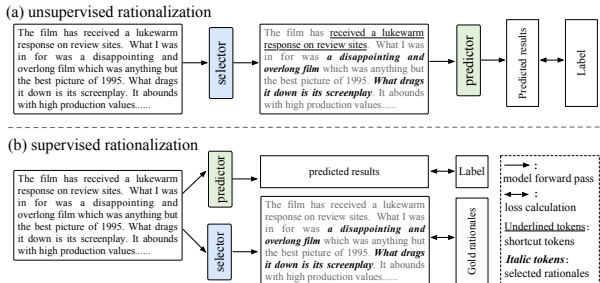 (a) unsupervised rationalization
The film has received a lukewarm
response on review sites. What I was
in for was a disappointing and
overlong film which was anything but
the best picture of 1995. What drags
it down is its screenplay. It abounds
with high production values......
selector
The film has received a lukewarm
response on review sites. What I was
in for was a disappointing and
overlong film which was anything but
the best picture of 1995. What drags
it down is its screenplay. It abounds
with high production values......
predictor
Predicted results
Label
(b) supervised rationalization
The film has received a lukewarm
response on review sites. What I was
in for was a disappointing and
overlong film which was anything but
the best picture of 1995. What drags
it down is its screenplay. It abounds
with high production values......
predictor
predicted results
Label
selector
The film has received a lukewarm
response on review sites. What I was
in for was a disappointing and
overlong film which was anything but
the best picture of 1995. What drags
it down is its screenplay. It abounds
with high production values......
Gold rationales
:
model forward pass
:
loss calculation
Underlined tokens:
shortcut tokens
Italic tokens:
selected rationales